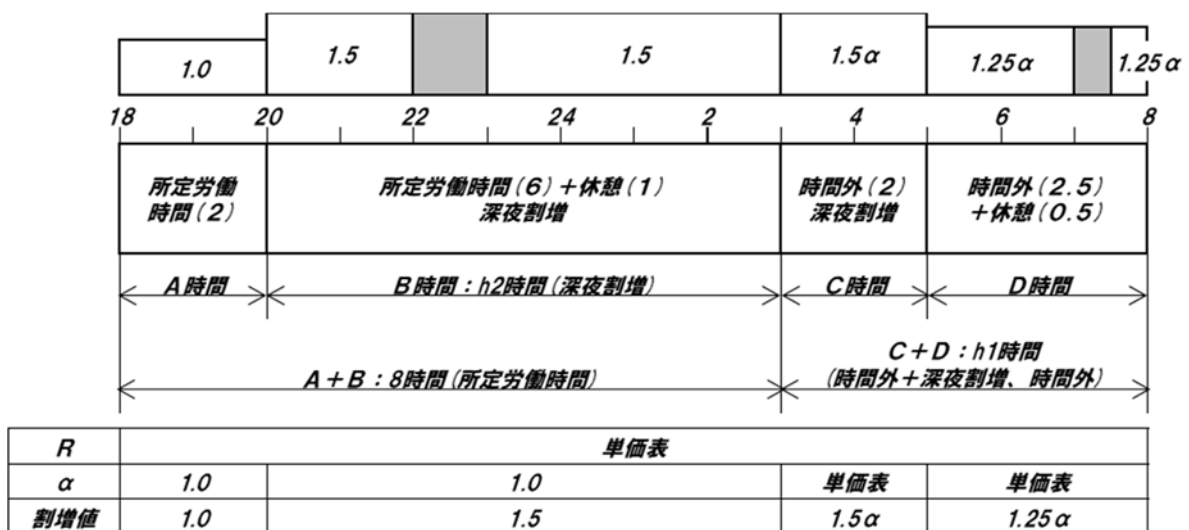 1.0 1.5 1.5 1.5α 1.25α 1.25α
18 20 22 24 2 4 6 8
所定労働
時間(2)
所定労働時間(6)+休憩(1)
深夜割増
時間外(2)
深夜割増
時間外(2.5)
+休憩(0.5)
A時間 B時間:h2時間(深夜割増) C時間 D時間
A+B:8時間(所定労働時間)
C+D:h1時間
(時間外+深夜割増、時間外)
R 単価表
α 1.0 1.0 単価表 単価表
割増値 1.0 1.5 1.5α 1.25α